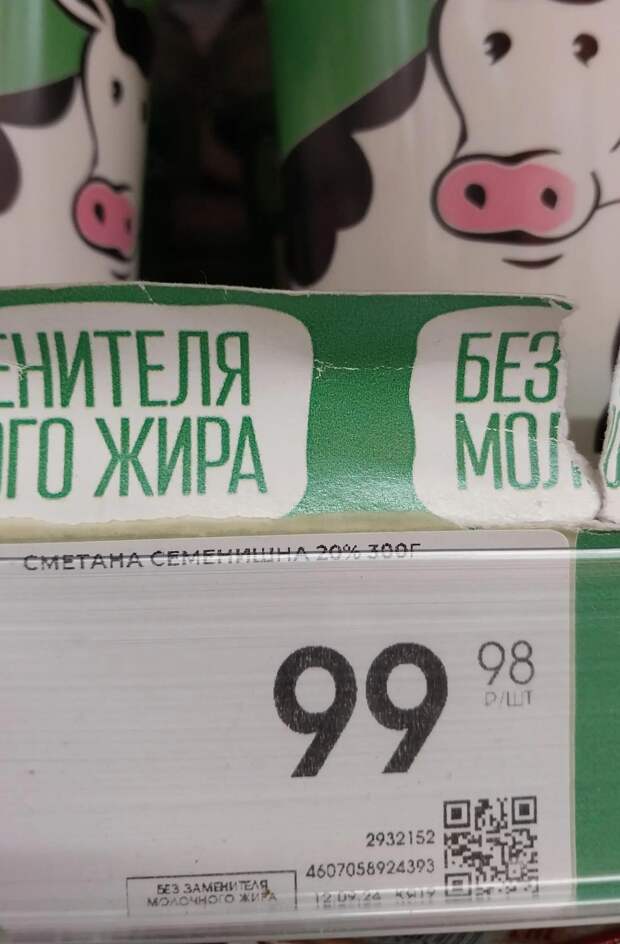 ЕНИТЕЛЯ
ОГО ЖИРА
БЕЗ
МОЛ
СМЕТАНА СЕМЕНИШНА 20% 300Г
99 98
₽/ШТ
2932152
4607058924393
12.09.24
БЕЗ ЗАМЕНИТЕЛЯ
МОЛОЧНОГО ЖИРА